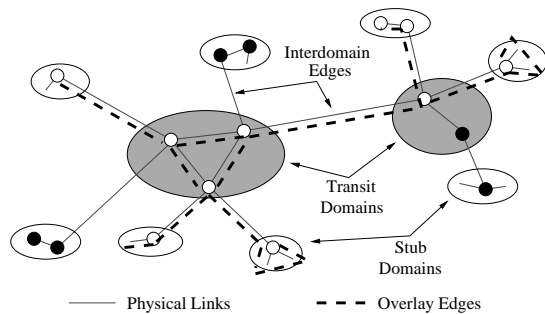 Interdomain
Edges
Transit
Domains
Stub
Domains
Physical Links
Overlay Edges